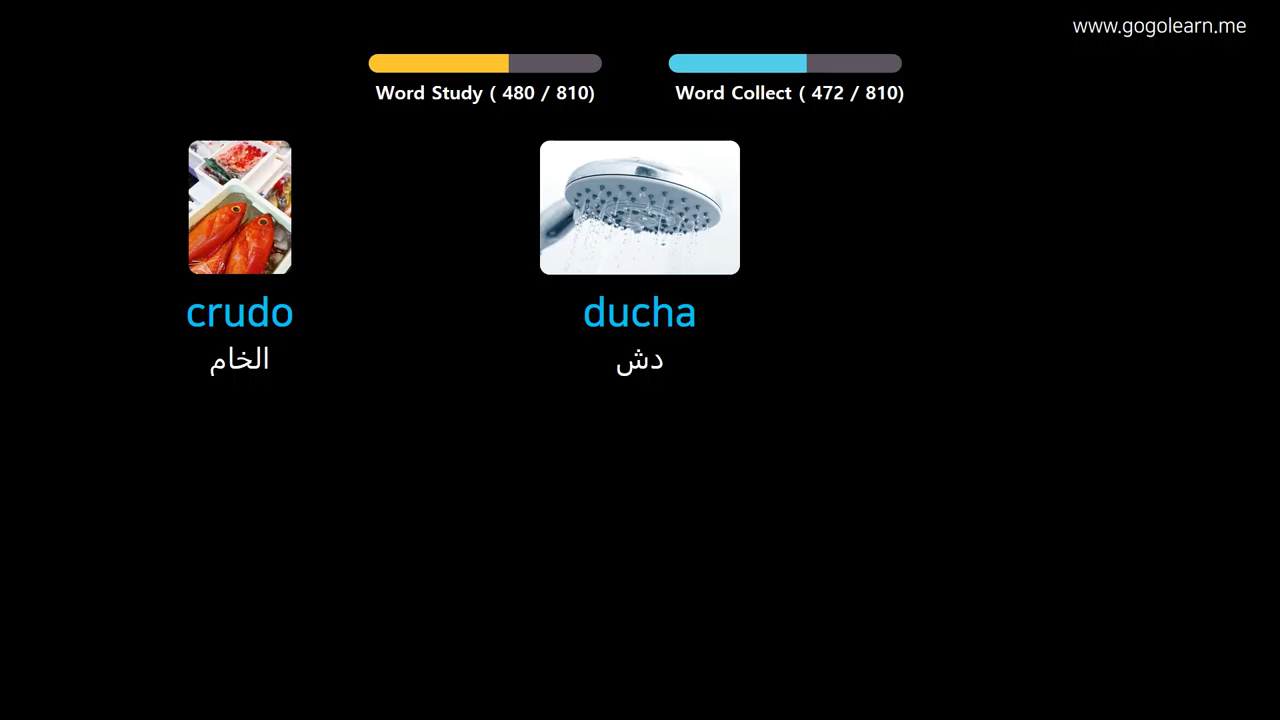 www.gogolearn.me
Word Study ( 480 / 810)
Word Collect ( 472 / 810)
crudo
الخام
ducha
دش